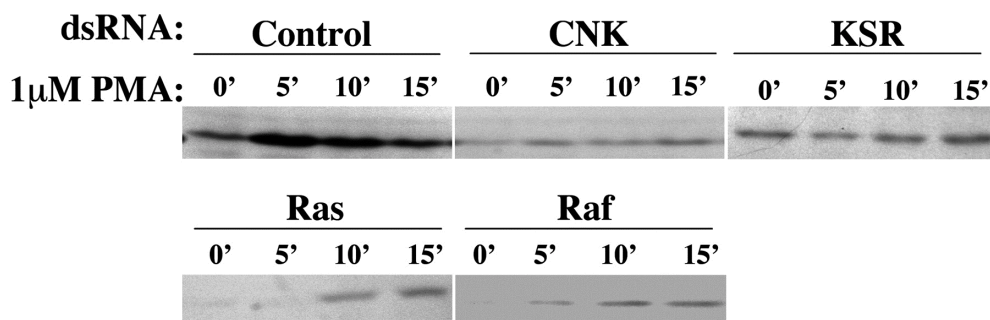 dsRNA: Control CNK KSR
1μM PMA: 0’ 5’ 10’ 15’ 0’ 5’ 10’ 15’ 0’ 5’ 10’ 15’
Ras Raf
0’ 5’ 10’ 15’ 0’ 5’ 10’ 15’